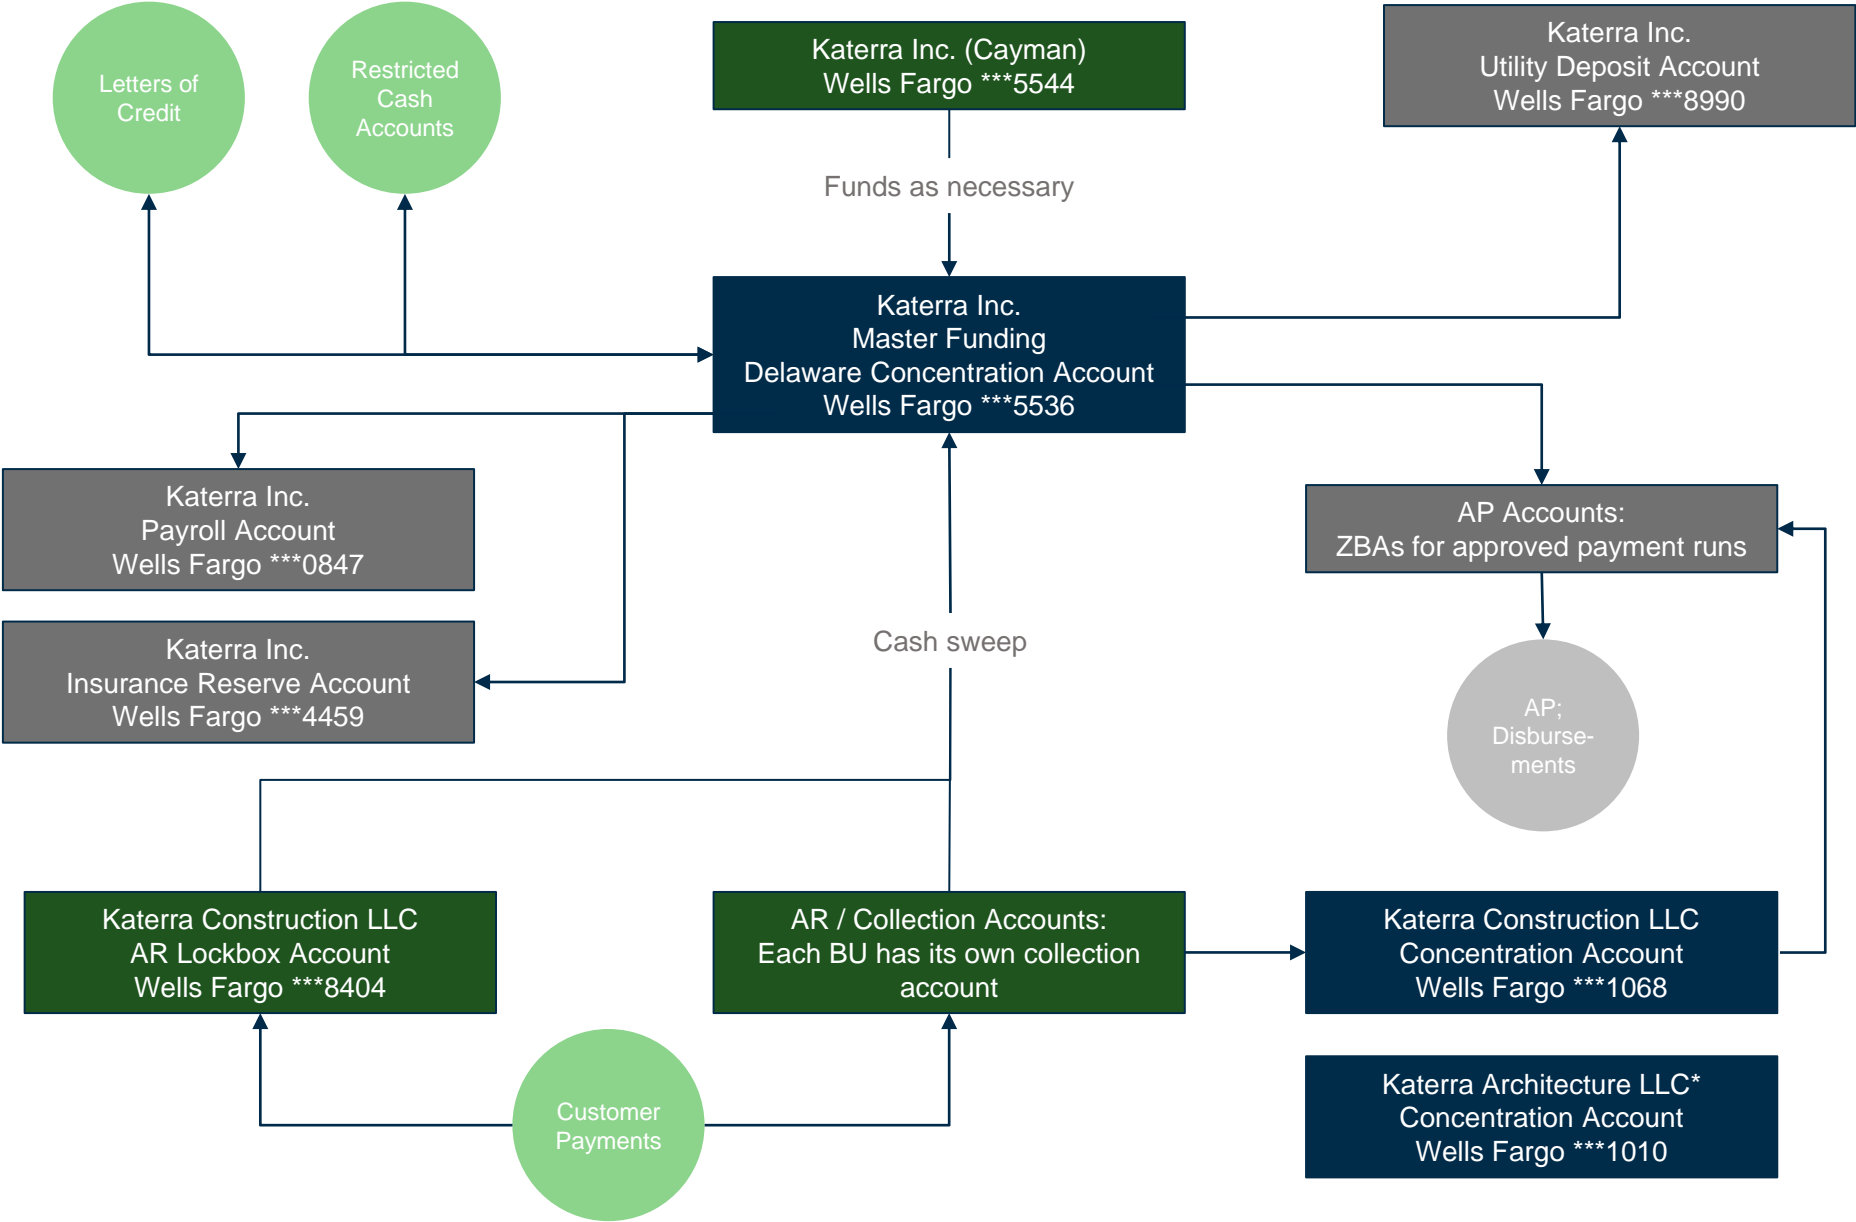 Letters of
Credit
Restricted
Cash
Accounts
Katerra Inc. (Cayman)
Wells Fargo ***5544
Katerra Inc.
Utility Deposit Account
Wells Fargo ***8990
Funds as necessary
Katerra Inc.
Master Funding
Delaware Concentration Account
Wells Fargo ***5536
Katerra Inc.
Payroll Account
Wells Fargo ***0847
AP Accounts:
ZBAs for approved payment runs
Katerra Inc.
Insurance Reserve Account
Wells Fargo ***4459
Cash sweep
AP;
Disburse-
ments
Katerra Construction LLC
AR Lockbox Account
Wells Fargo ***8404
AR / Collection Accounts:
Each BU has its own collection
account
Katerra Construction LLC
Concentration Account
Wells Fargo ***1068
Customer
Payments
Katerra Architecture LLC*
Concentration Account
Wells Fargo ***1010